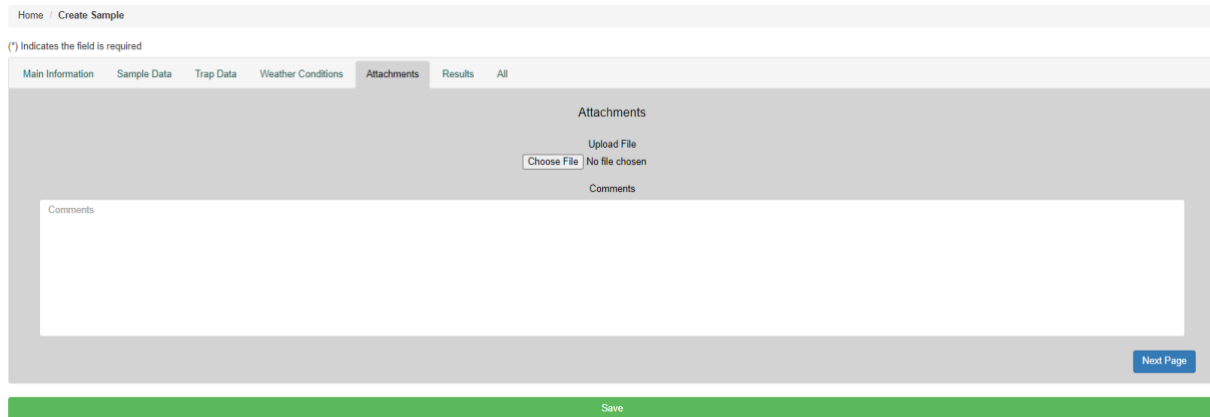 Home / Create Sample
(*) Indicates the field is required
Main Information Sample Data Trap Data Weather Conditions Attachments Results All
Attachments
Upload File
Choose File No file chosen
Comments
Comments
Next Page
Save